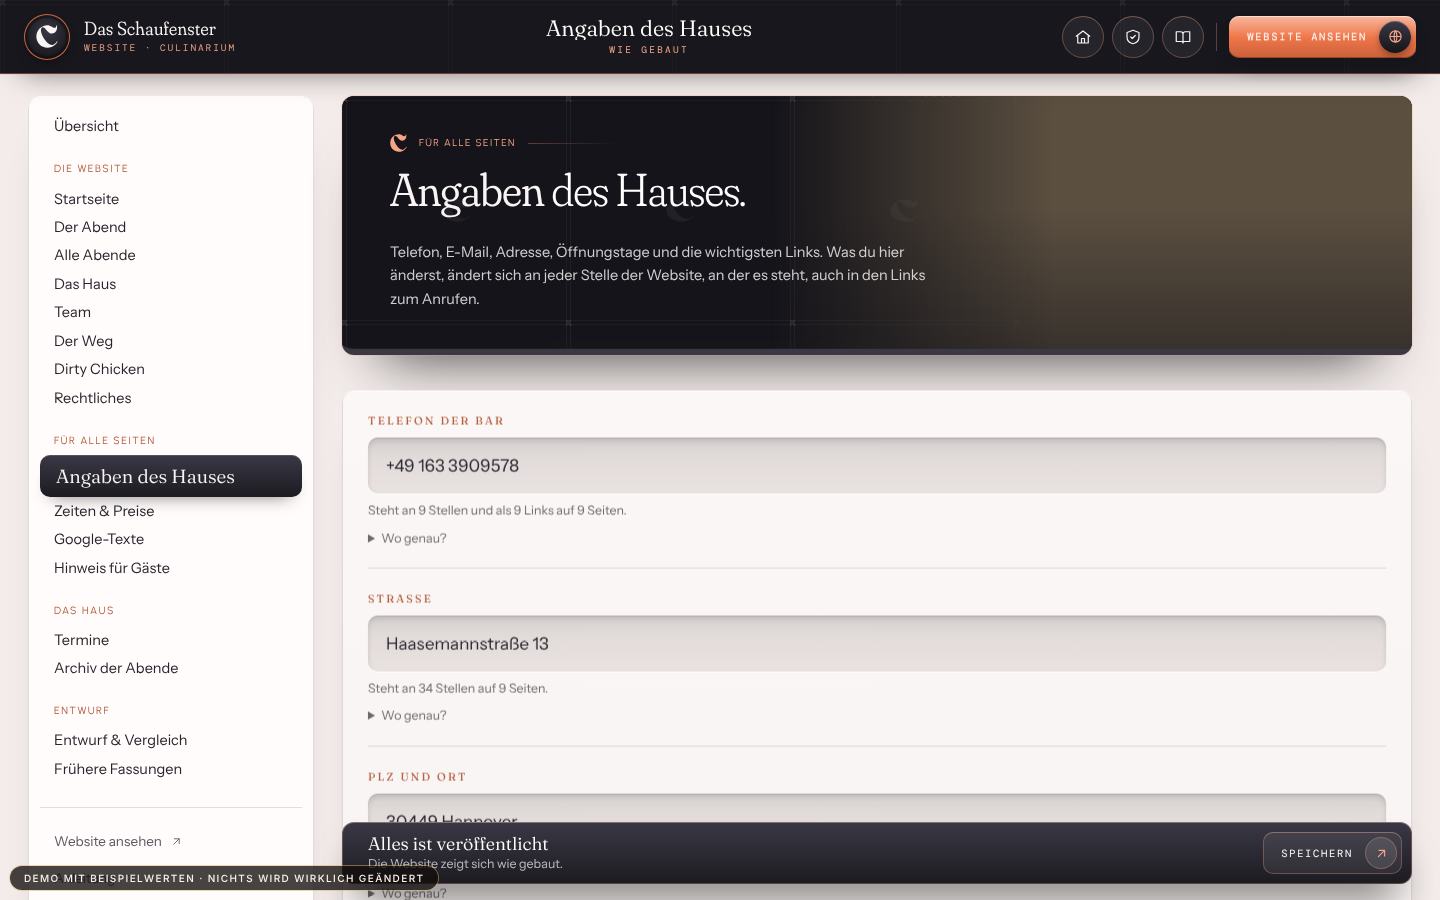 Das Schaufenster
WEBSITE · CULINARIUM
Angaben des Hauses
WIE GEBAUT
WEBSITE ANSEHEN
Übersicht
DIE WEBSITE
Startseite
Der Abend
Alle Abende
Das Haus
Team
Der Weg
Dirty Chicken
Rechtliches
FÜR ALLE SEITEN
Angaben des Hauses
Zeiten & Preise
Google-Texte
Hinweis für Gäste
DAS HAUS
Termine
Archiv der Abende
ENTWURF
Entwurf & Vergleich
Frühere Fassungen
Website ansehen
FÜR ALLE SEITEN
Angaben des Hauses.
Telefon, E-Mail, Adresse, Öffnungstage und die wichtigsten Links. Was du hier
änderst, ändert sich an jeder Stelle der Website, an der es steht, auch in den Links
zum Anrufen.
TELEFON DER BAR
+49 163 3909578
Steht an 9 Stellen und als 9 Links auf 9 Seiten.
Wo genau?
STRASSE
Haasemannstraße 13
Steht an 34 Stellen auf 9 Seiten.
Wo genau?
PLZ UND ORT
30449 Hannover
Alles ist veröffentlicht
Die Website zeigt sich wie gebaut.
SPEICHERN
Wo genau?
DEMO MIT BEISPIELWERTEN · NICHTS WIRD WIRKLICH GEÄNDERT